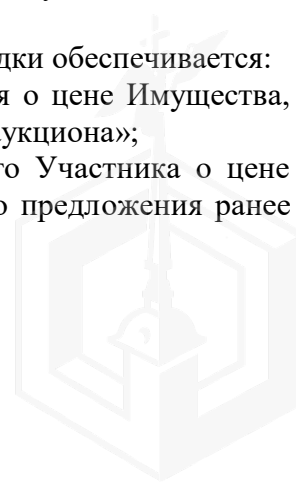 дки обеспечивается:
я о цене Имущества,
укциона»;
го Участника о цене
о предложения ранее